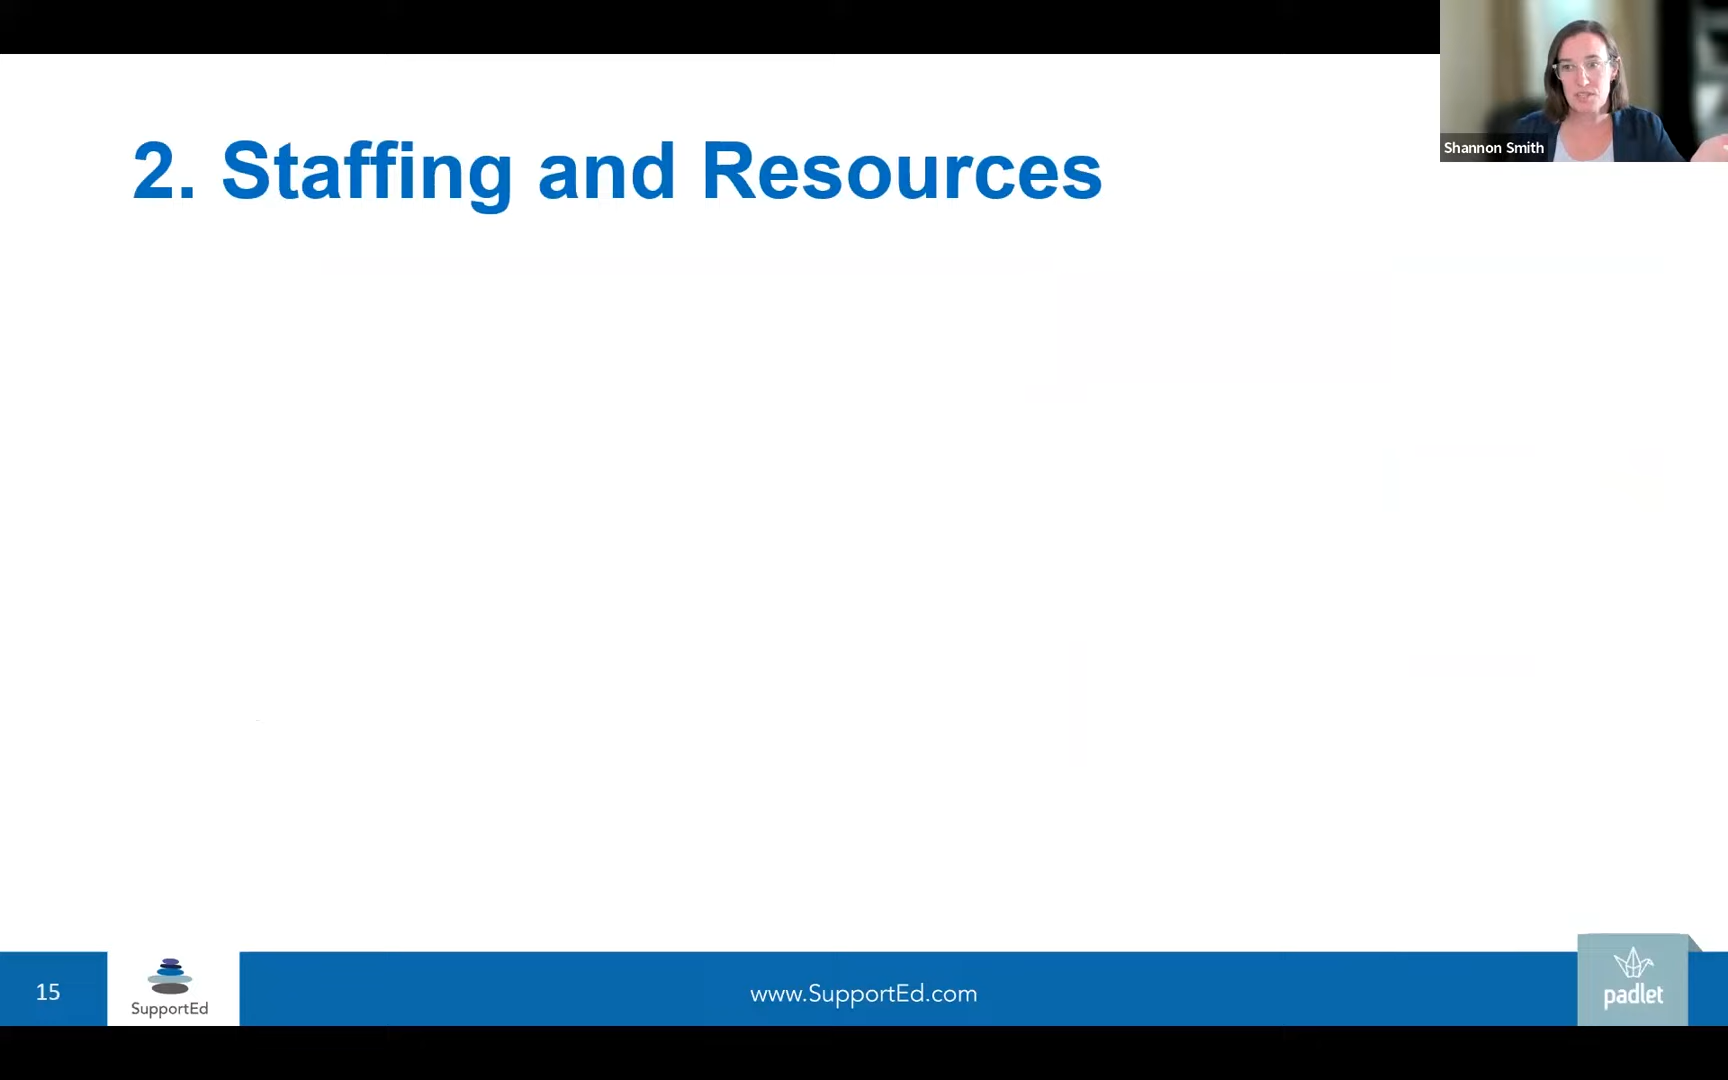 Shannon Smith
2. Staffing and Resources
15
SupportEd
www.SupportEd.com
padlet